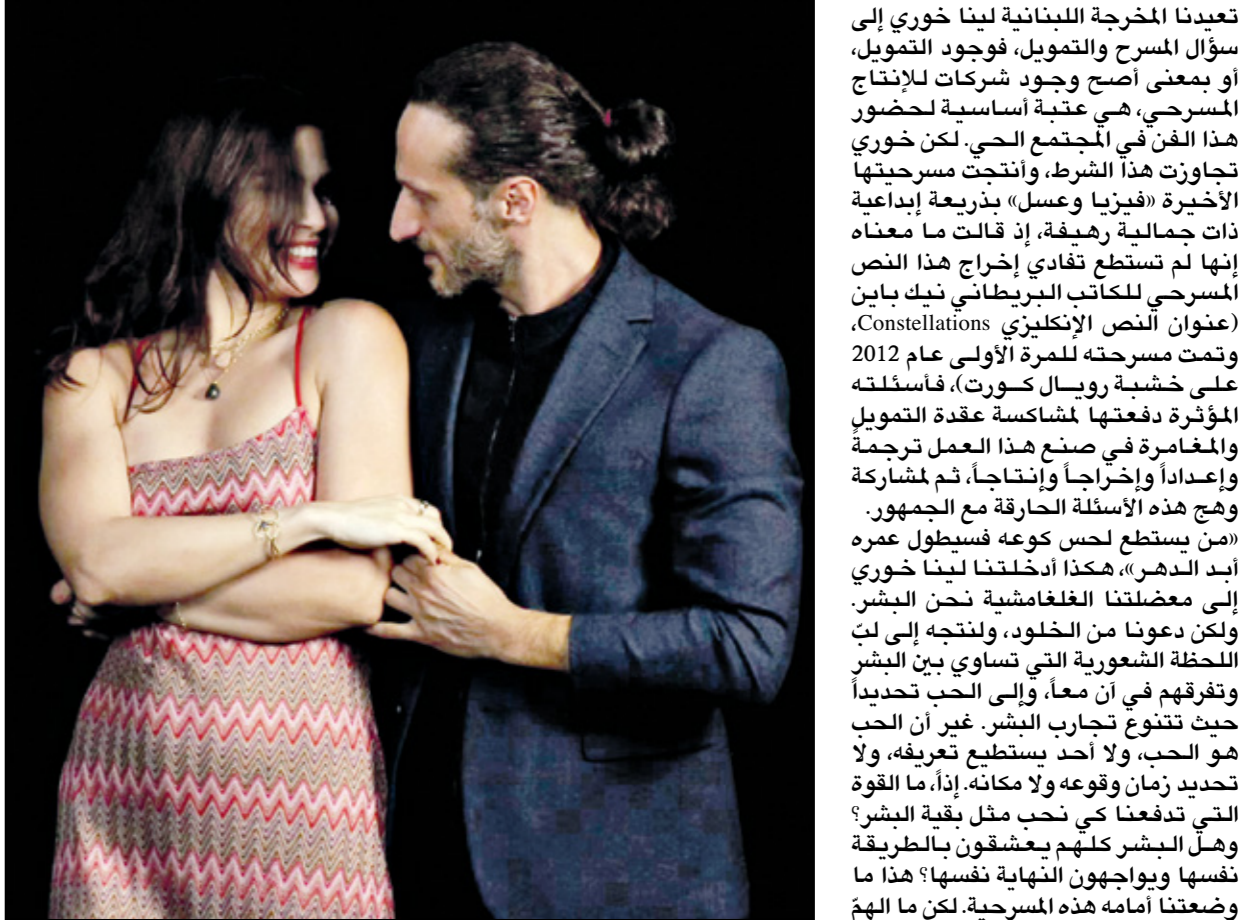 تعيدنا المخرجة اللبنانية لينا خوري إلى
سؤال المسرح والتمويل، فوجود التمويل،
أو بمعنى أصح وجود شركات للإنتاج
المسرحي، هي عتبة أساسية لحضور
هذا الفن في المجتمع الحي. لكن خوري
تجاوزت هذا الشرط، وأنتجت مسرحيتها
الأخيرة «فيزيا وعسل» بذريعة إبداعية
ذات جمالية رهيفة، إذ قالت ما معناه
إنها لم تستطع تفادي إخراج هذا النص
المسرحي للكاتب البريطاني نيك باين
(عنوان النص الإنكليزي Constellations،
وتمت مسرحته للمرة الأولى عام 2012
على خشبة رويال كورت)، فأسئلته
المؤثرة دفعتها لمشاكسة عقدة التمويل
والمغامرة في صنع هذا العمل ترجمةً
وإعداداً وإخراجاً وإنتاجاً، ثم لمشاركة
وهج هذه الأسئلة الحارقة مع الجمهور.
«من يستطع لحس كوعه فسيطول عمره
أبد الدهر»، هكذا أدخلتنا لينا خوري
إلى معضلتنا الغلغامشية نحن البشر.
ولكن دعونا من الخلود، ولنتجه إلى لبّ
اللحظة الشعورية التي تساوي بين البشر
وتفرقهم في آن معاً، وإلى الحب تحديداً
حيث تتنوع تجارب البشر. غير أن الحب
هو الحب، ولا أحد يستطيع تعريفه، ولا
تحديد زمان وقوعه ولا مكانه. إذاً، ما القوة
التي تدفعنا كي نحب مثل بقية البشر؟
وهل البشر كلهم يعشقون بالطريقة
نفسها ويواجهون النهاية نفسها؟ هذا ما
وضعتنا أمامه هذه المسرحية. لكن ما الهمّ